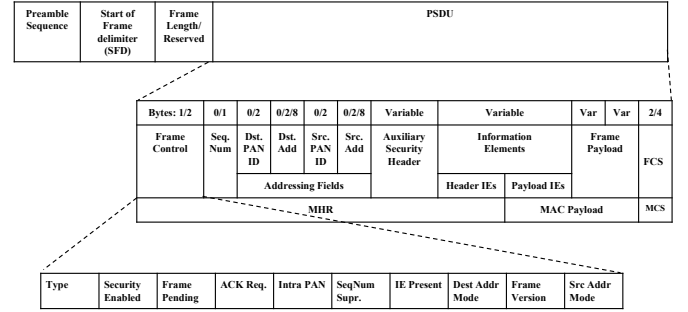 Preamble Sequence
Start of Frame delimiter (SFD)
Frame Length/ Reserved
PSDU
Bytes: 1/2
0/1
0/2
0/2/8
0/2
0/2/8
Variable
Variable
Var
Var
2/4
Frame Control
Seq. Num
Dst. PAN ID
Dst. Add
Src. PAN ID
Src. Add
Auxiliary Security Header
Information Elements
Frame Payload
FCS
Addressing Fields
Header IEs
Payload IEs
MHR
MAC Payload
MCS
Type
Security Enabled
Frame Pending
ACK Req.
Intra PAN
SeqNum Supr.
IE Present
Dest Addr Mode
Frame Version
Src Addr Mode